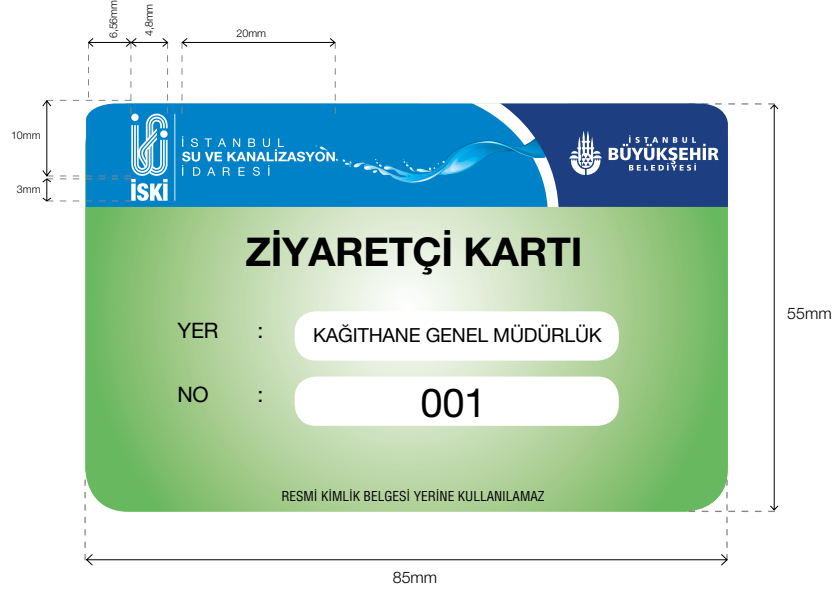 6,56mm
4,8mm
20mm
10mm
3mm
İSKİ
İSTANBUL
SU VE KANALİZASYON
İDARESİ
İSTANBUL
BÜYÜKŞEHİR
BELEDİYESİ
ZİYARETÇİ KARTI
YER : KAĞITHANE GENEL MÜDÜRLÜK
NO : 001
RESMİ KİMLİK BELGESİ YERİNE KULLANILAMAZ
55mm
85mm